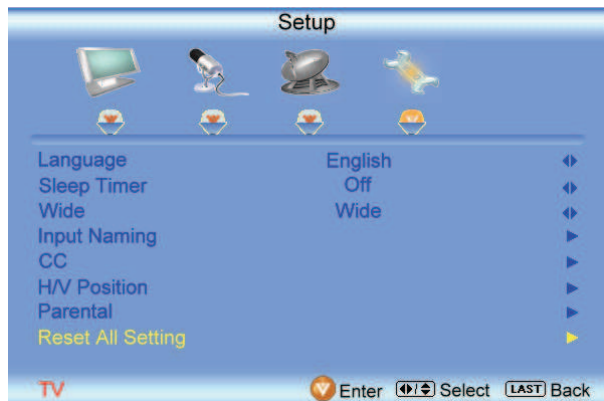 Setup
Language English
Sleep Timer Off
Wide Wide
Input Naming
CC
H/V Position
Parental
Reset All Setting
TV Enter Select LAST Back